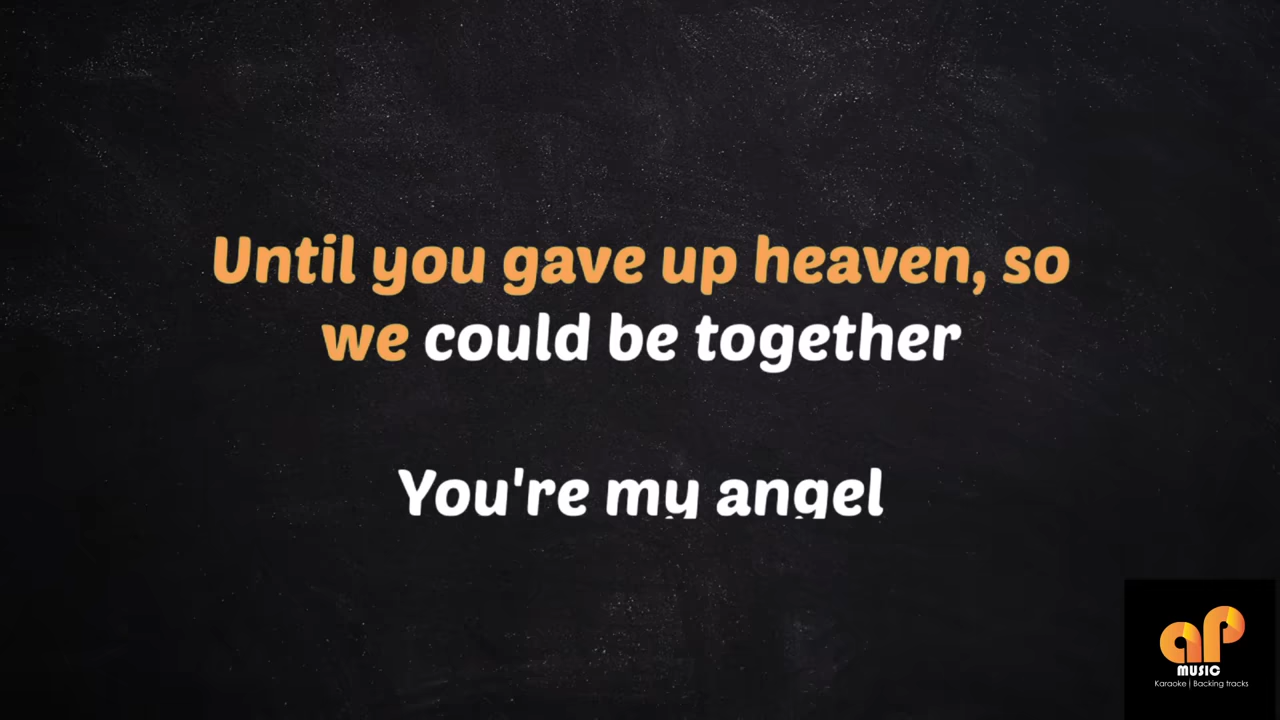 Until you gave up heaven, so
we could be together
You're my angel
ap
MUSIC
Karaoke | Backing tracks